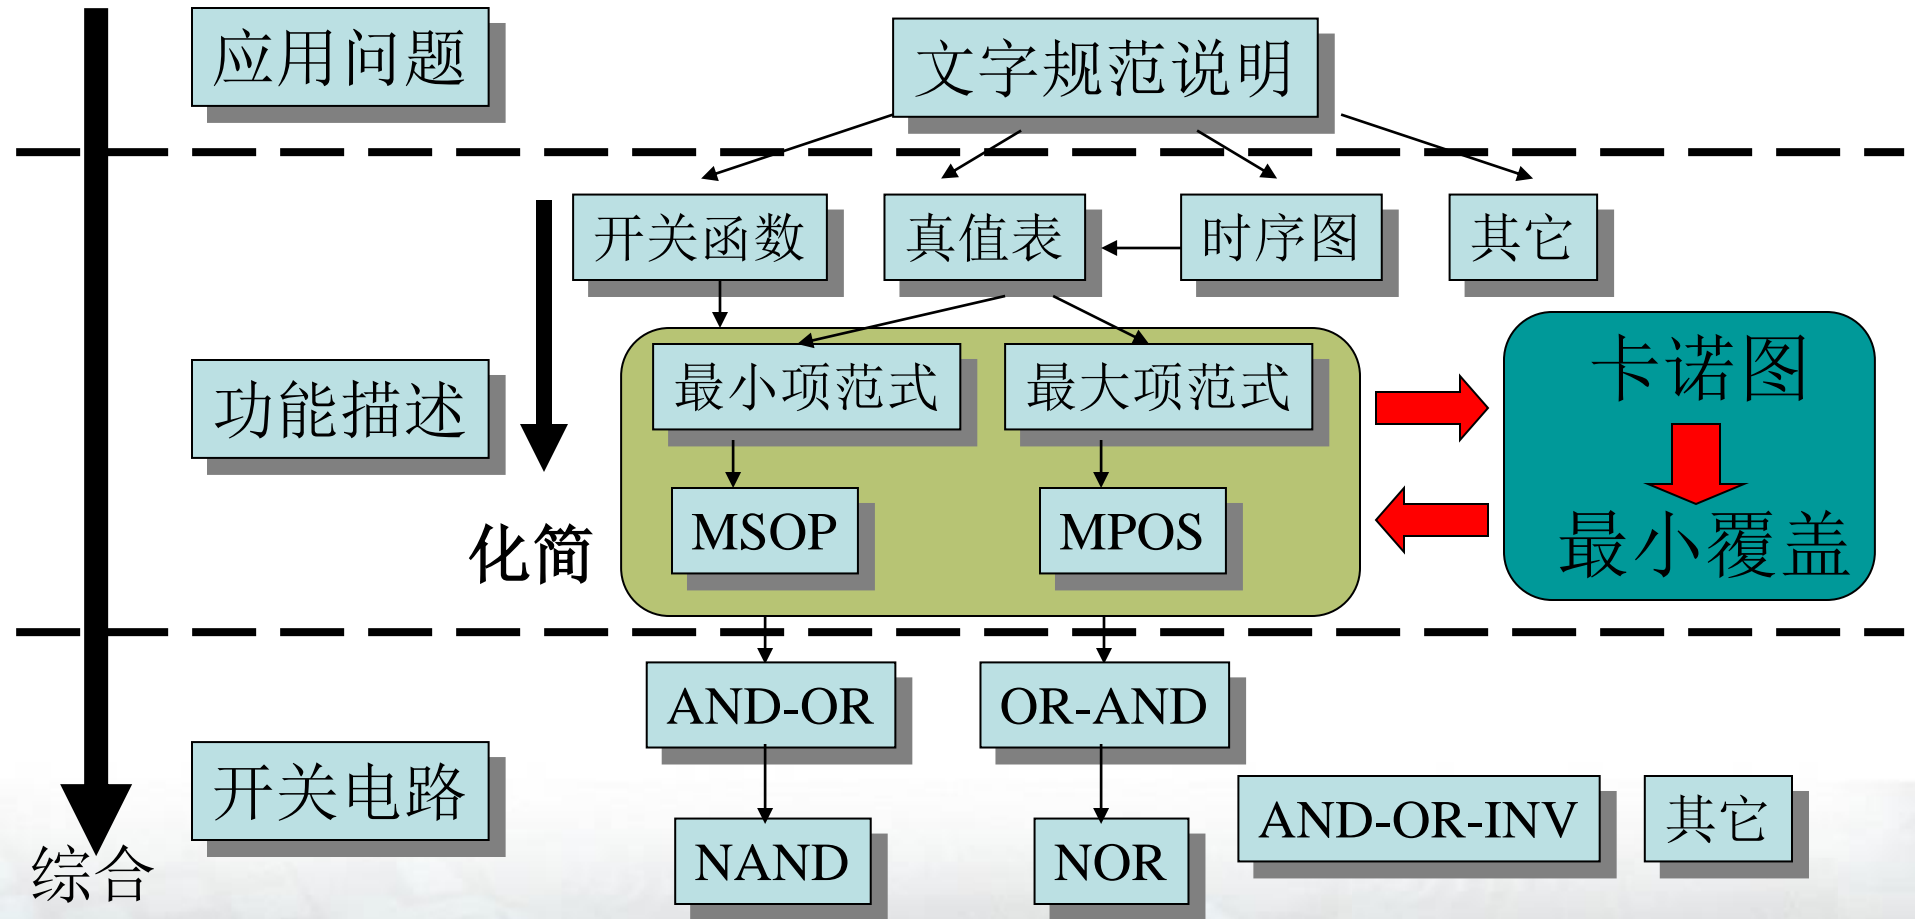 应用问题
文字规范说明
开关函数
真值表
时序图
其它
功能描述
最小项范式
最大项范式
卡诺图
MSOP
MPOS
化简
最小覆盖
AND-OR
OR-AND
开关电路
AND-OR-INV
其它
NAND
NOR
综合